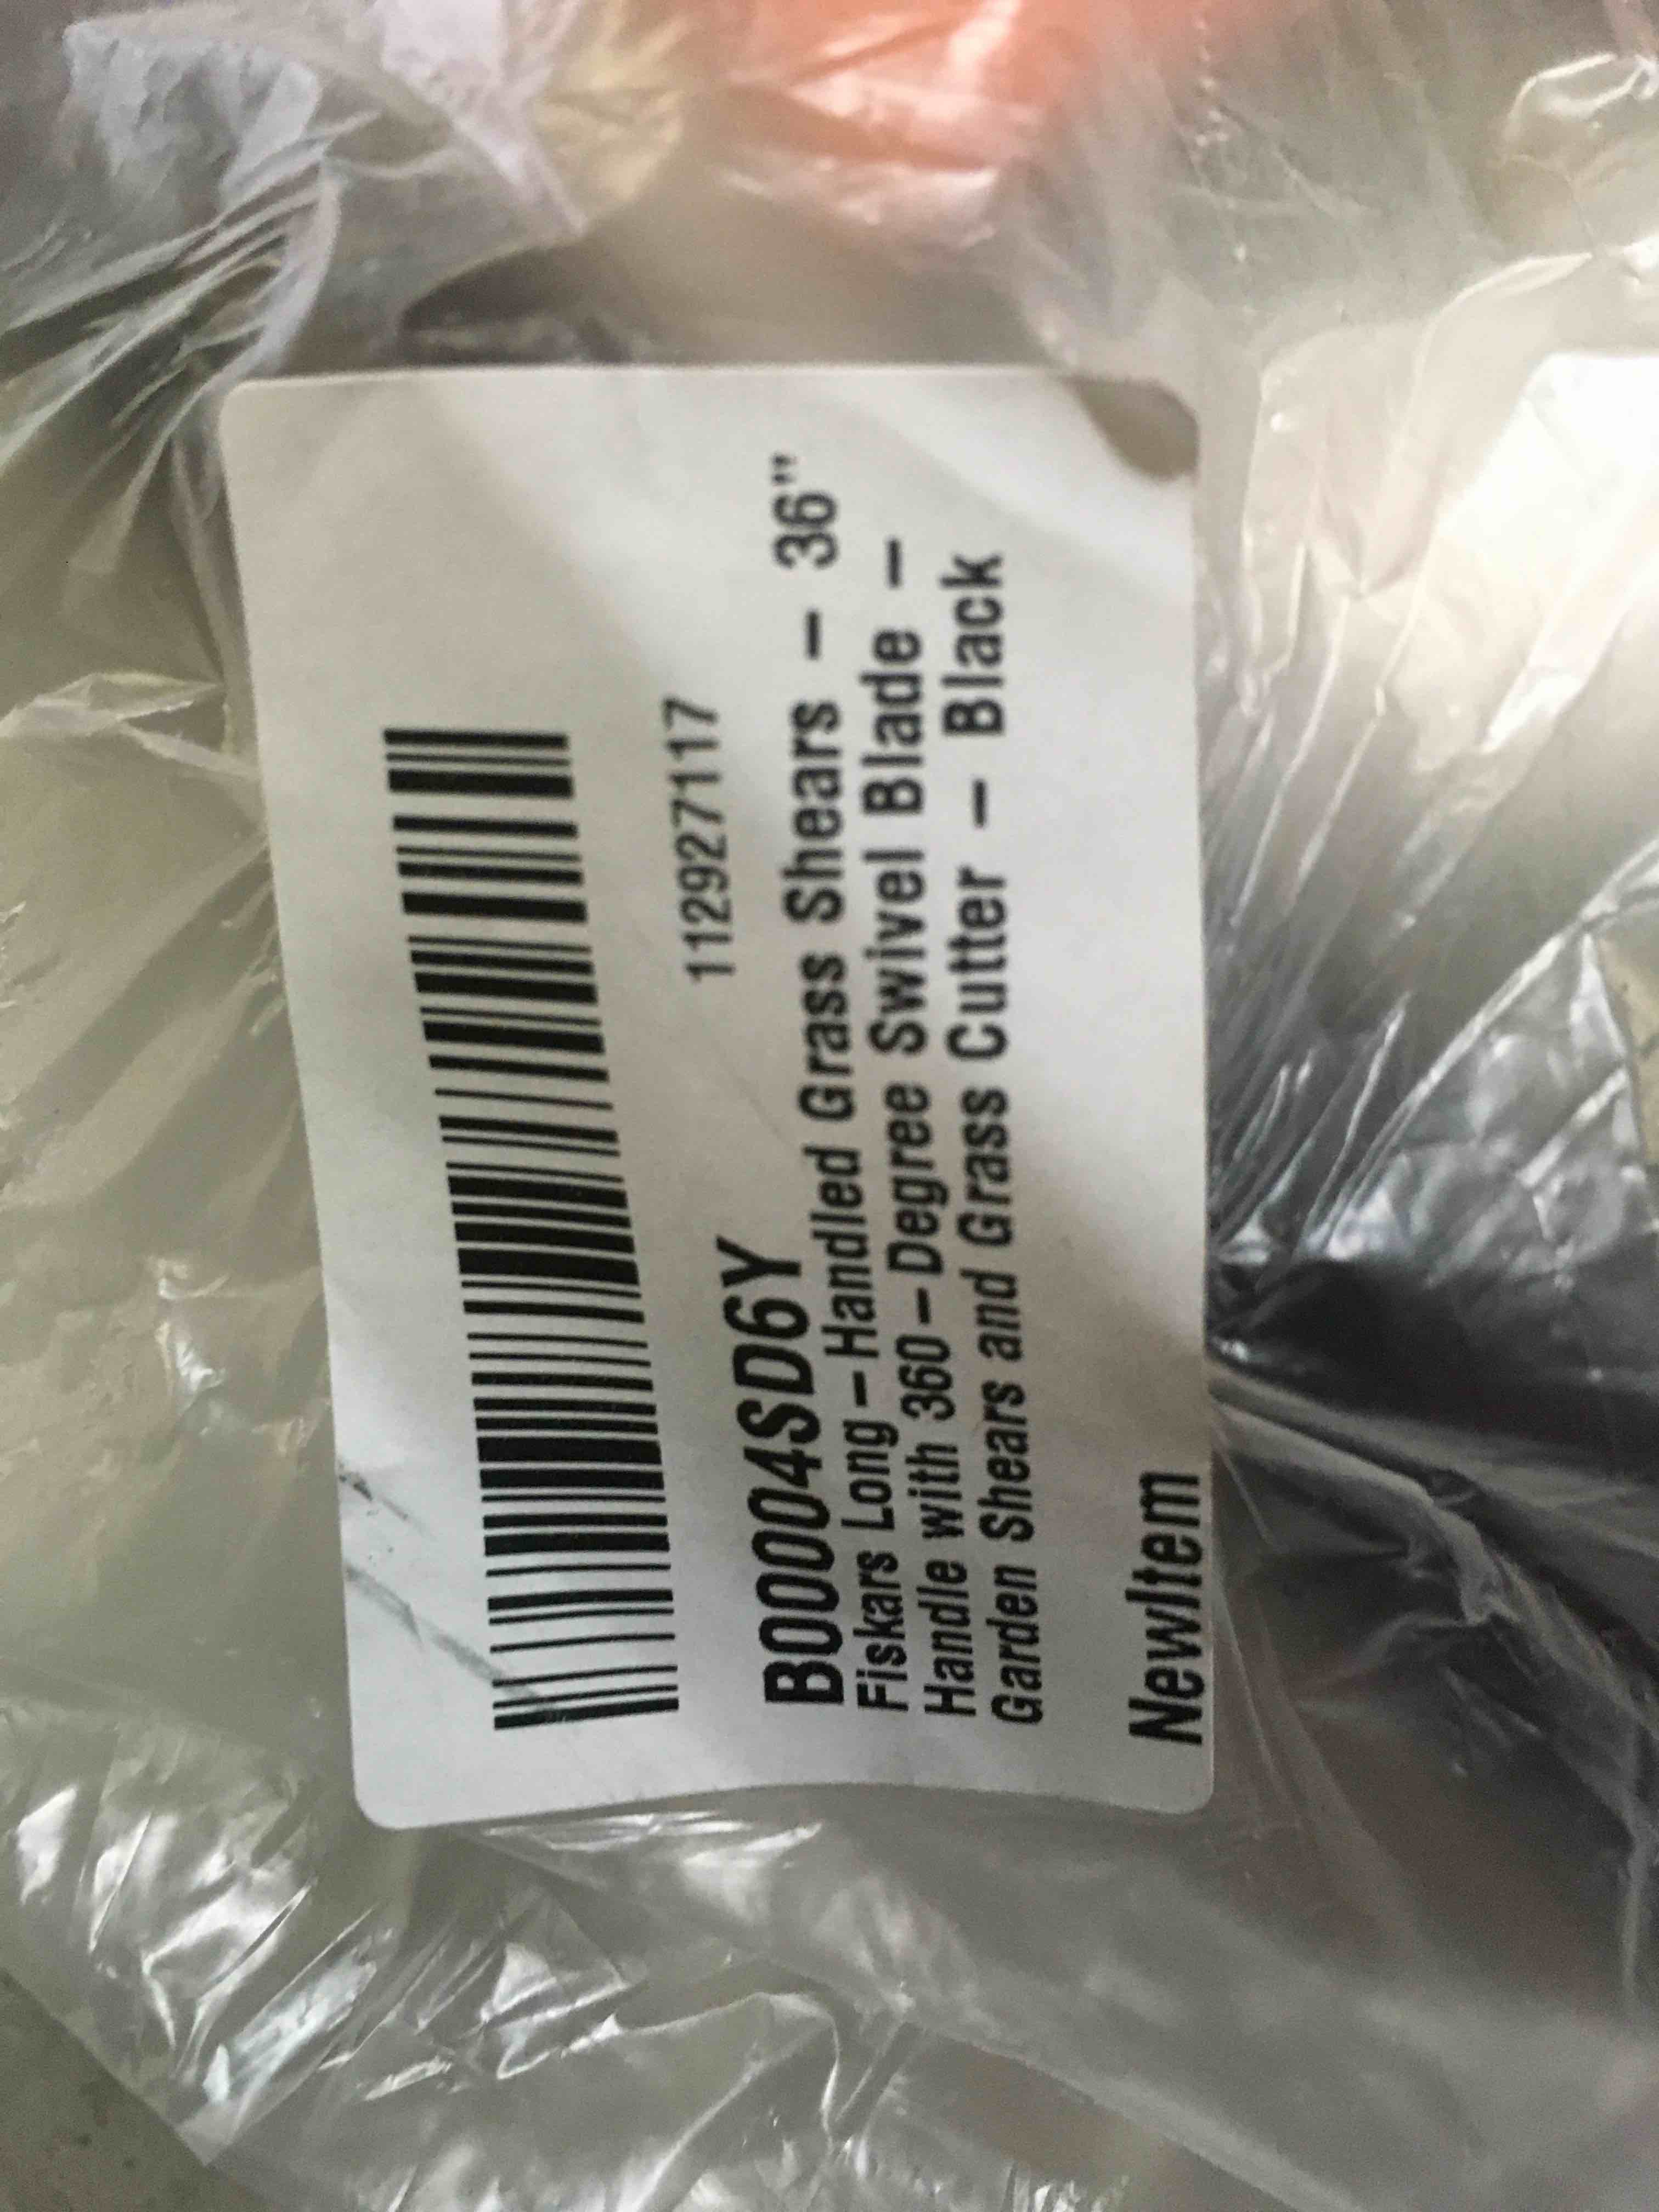 112927117
B00004SD6Y
Fiskars Long-Handled Grass Shears - 36"
Handle with 360-Degree Swivel Blade -
Garden Shears and Grass Cutter - Black
NewItem